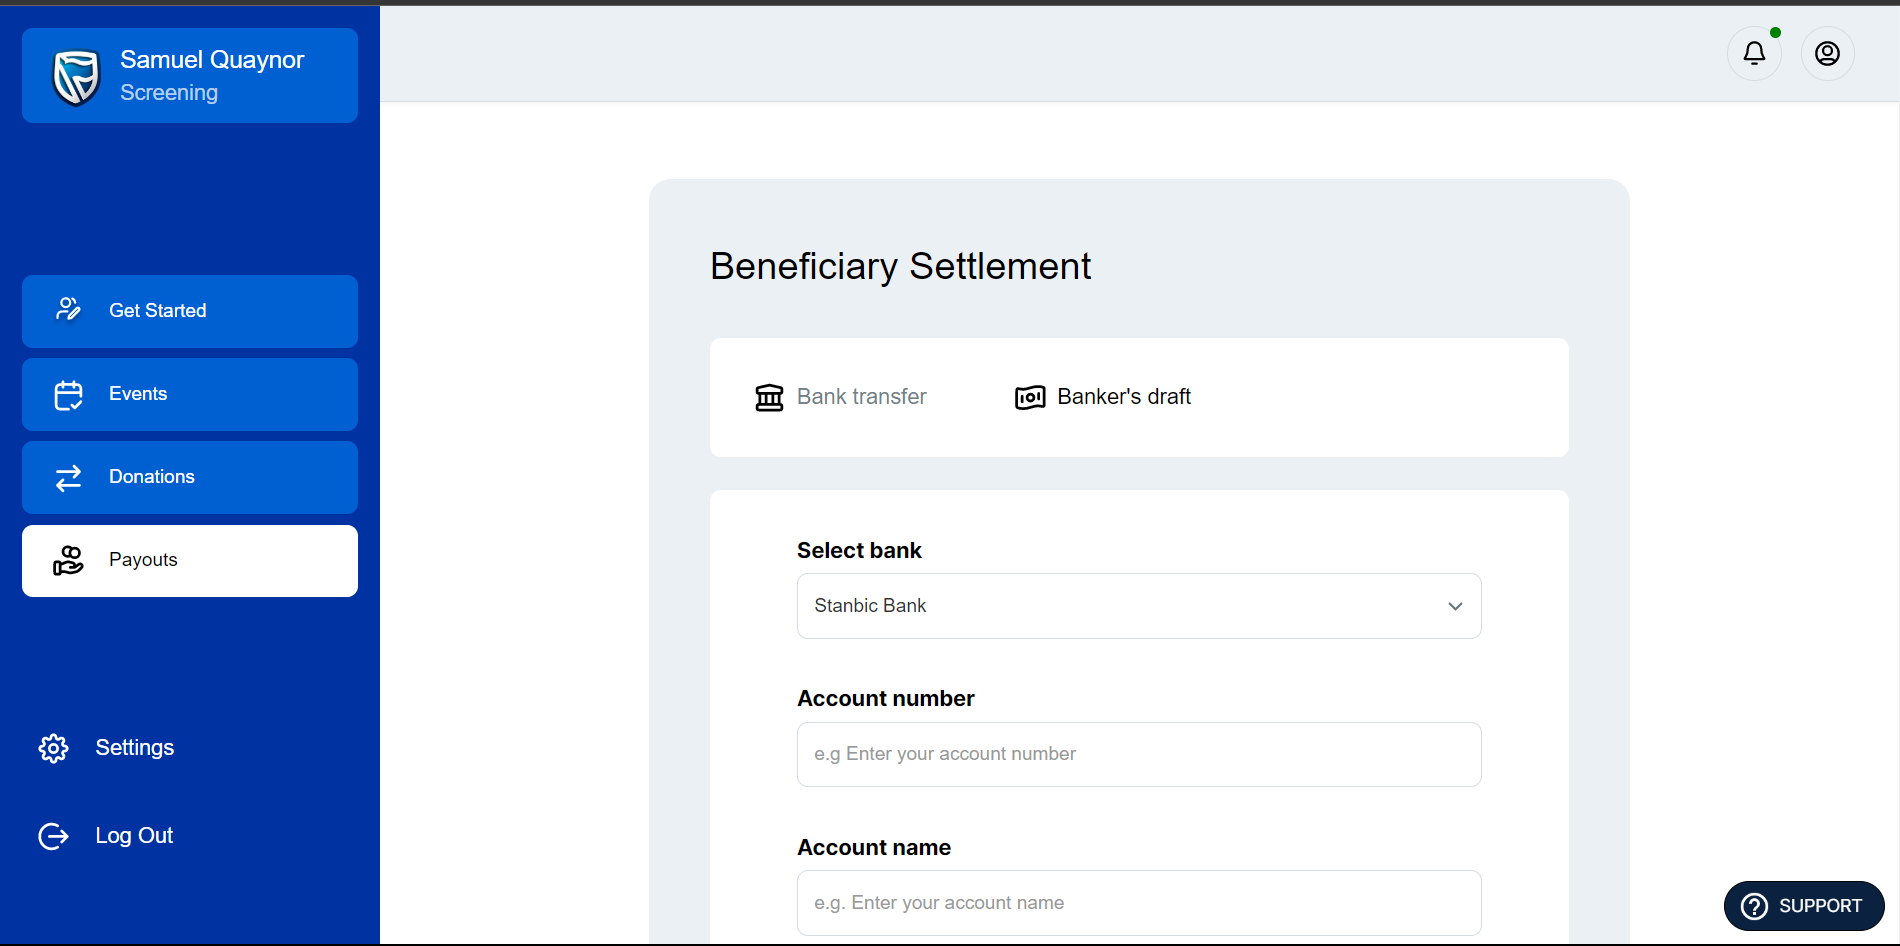 Samuel Quaynor
Screening
Get Started
Events
Donations
Payouts
Settings
Log Out
Beneficiary Settlement
Bank transfer
Banker's draft
Select bank
Stanbic Bank
Account number
e.g Enter your account number
Account name
e.g. Enter your account name
SUPPORT